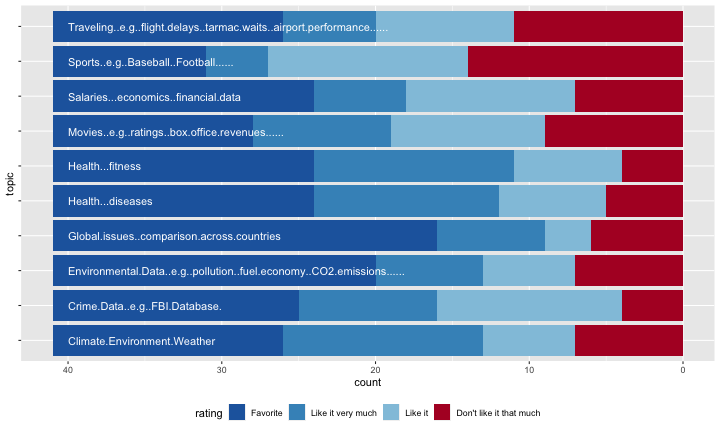 Traveling..e.g..flight.delays..tarmac.waits..airport.performance......
Sports..e.g..Baseball..Football......
Salaries...economics..financial.data
Movies..e.g..ratings..box.office.revenues......
Health...fitness
Health...diseases
Global.issues..comparison.across.countries
Environmental.Data..e.g..pollution..fuel.economy..CO2.emissions......
Crime.Data..e.g..FBI.Database.
Climate.Environment.Weather
topic
40 30 20 10 0
count
rating Favorite Like it very much Like it Don't like it that much